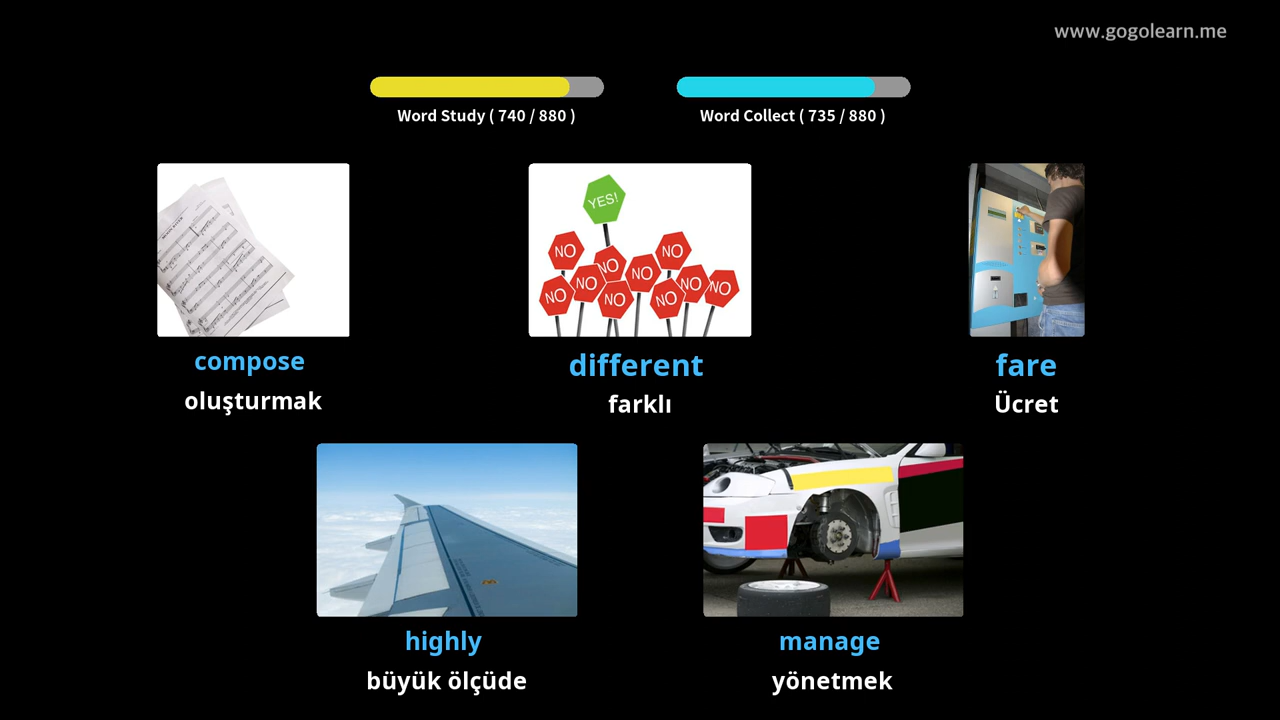 www.gogolearn.me
Word Study ( 740 / 880 )
Word Collect ( 735 / 880 )
YES!
NO
NO
NO
NO
NO
NO
NO
NO
NO
NO
compose
different
fare
oluşturmak
farklı
Ücret
highly
manage
büyük ölçüde
yönetmek